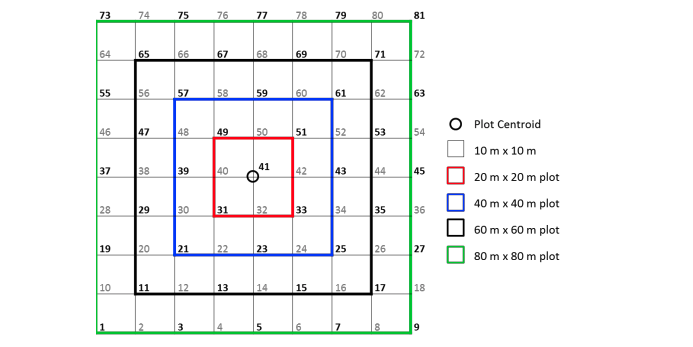 73 74 75 76 77 78 79 80 81
64 65 66 67 68 69 70 71 72
55 56 57 58 59 60 61 62 63
46 47 48 49 50 51 52 53 54
37 38 39 40 41 42 43 44 45
28 29 30 31 32 33 34 35 36
19 20 21 22 23 24 25 26 27
10 11 12 13 14 15 16 17 18
1 2 3 4 5 6 7 8 9
Plot Centroid
10 m x 10 m
20 m x 20 m plot
40 m x 40 m plot
60 m x 60 m plot
80 m x 80 m plot